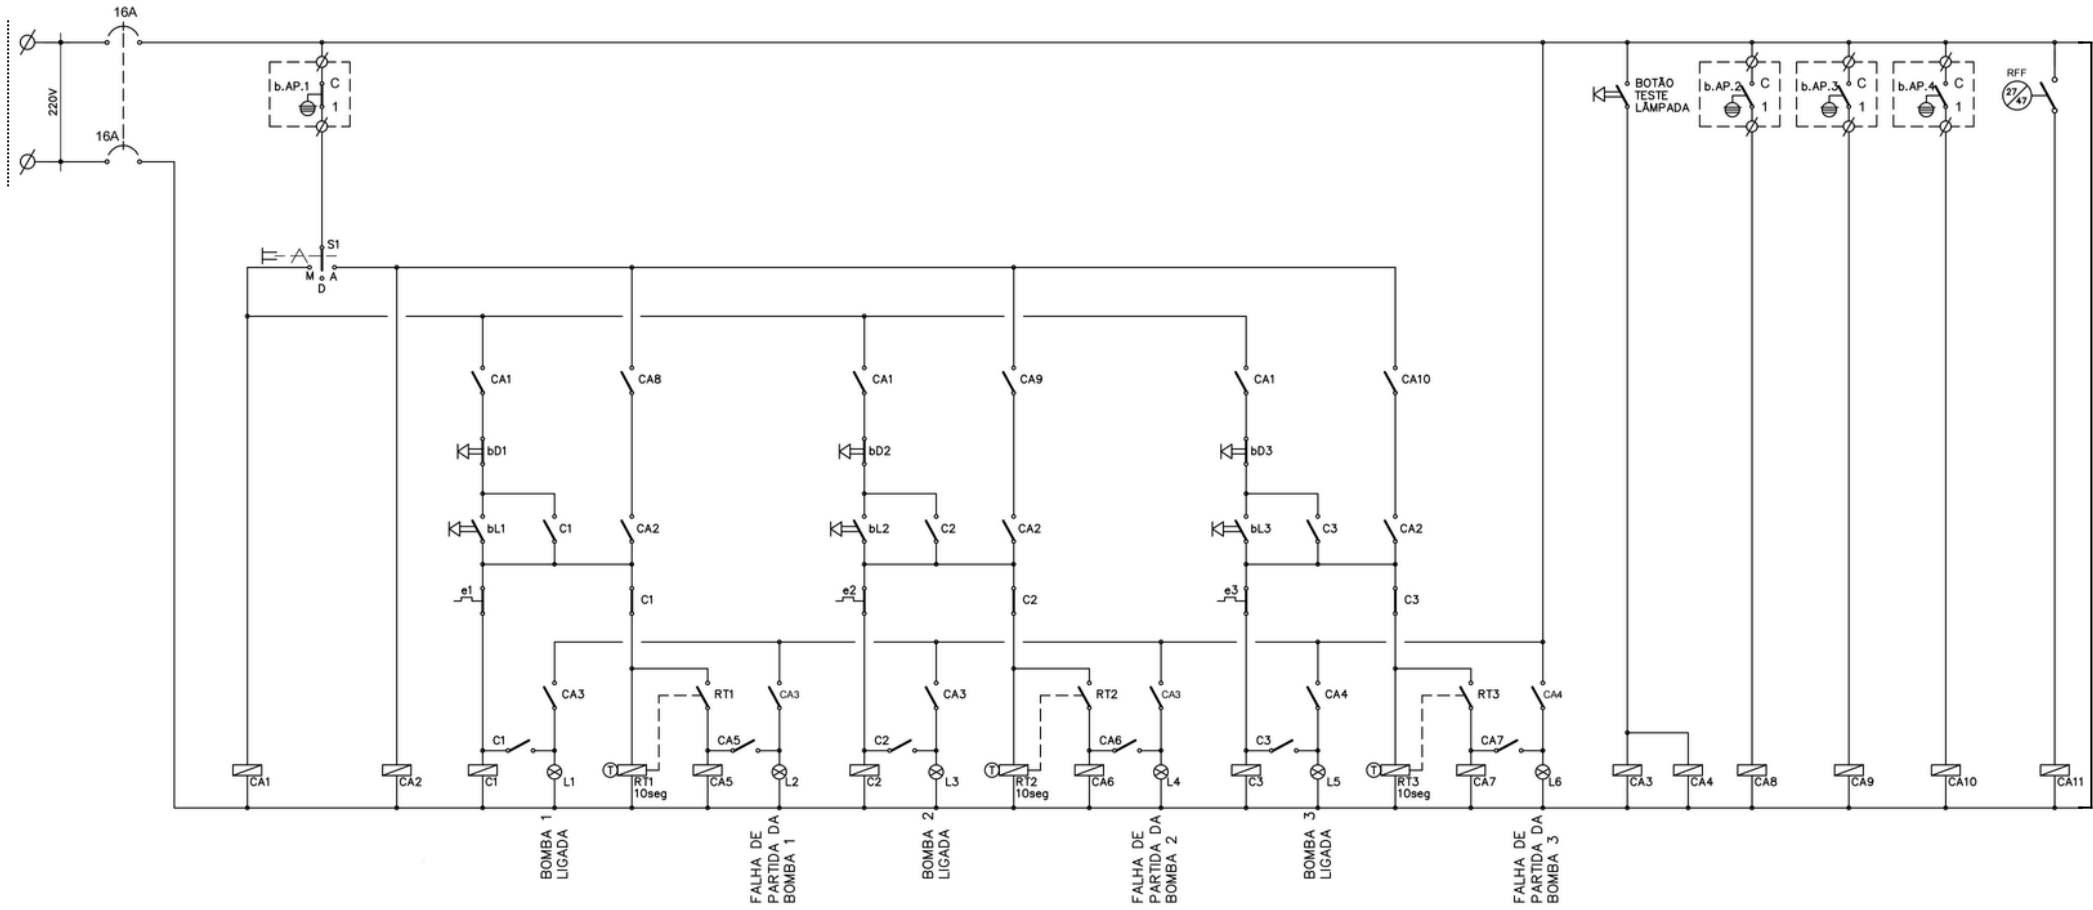 16A
220V
16A
b.AP.1
C
1
BOTÃO
TESTE
LÂMPADA
b.AP.2
C
1
b.AP.3
C
1
b.AP.4
C
1
RFF
27/47
S1
M
A
D
CA1
CA8
CA1
CA9
CA1
CA10
bD1
bD2
bD3
bL1
C1
CA2
bL2
C2
CA2
bL3
C3
CA2
e1
C1
e2
C2
e3
C3
CA3
RT1
CA3
CA3
RT2
CA3
CA4
RT3
CA4
C1
CA5
C2
CA6
C3
CA7
CA1
CA2
C1
L1
T
RT1
10seg
CA5
L2
C2
L3
T
RT2
10seg
CA6
L4
C3
L5
T
RT3
10seg
CA7
L6
CA3
CA4
CA8
CA9
CA10
CA11
BOMBA 1
LIGADA
FALHA DE
PARTIDA DA
BOMBA 1
BOMBA 2
LIGADA
FALHA DE
PARTIDA DA
BOMBA 2
BOMBA 3
LIGADA
FALHA DE
PARTIDA DA
BOMBA 3